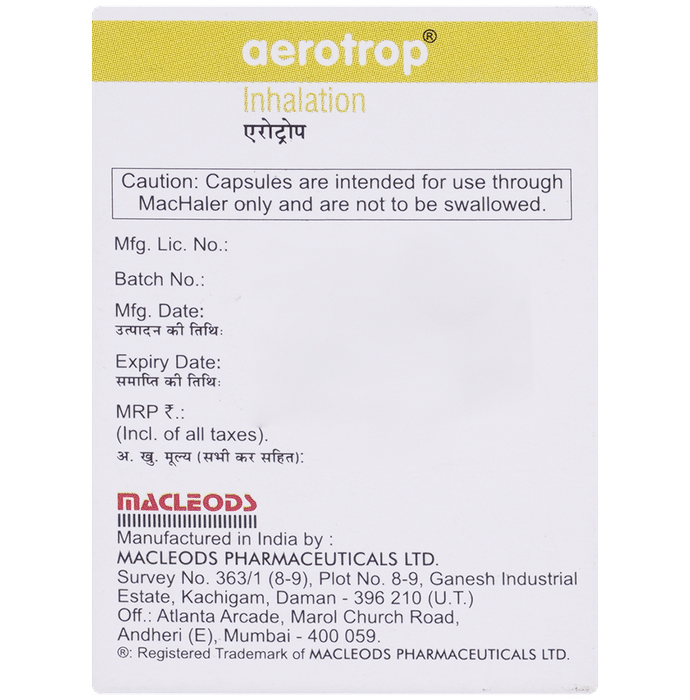 aerotrop®
Inhalation
एरोट्रोप
Caution: Capsules are intended for use through
MacHaler only and are not to be swallowed.
Mfg. Lic. No.:
Batch No.:
Mfg. Date:
उत्पादन की तिथि:
Expiry Date:
समाप्ति की तिथि:
MRP ₹.:
(Incl. of all taxes).
अ. खु. मूल्य (सभी कर सहित):
MACLEODS
Manufactured in India by :
MACLEODS PHARMACEUTICALS LTD.
Survey No. 363/1 (8-9), Plot No. 8-9, Ganesh Industrial
Estate, Kachigam, Daman - 396 210 (U.T.)
Off.: Atlanta Arcade, Marol Church Road,
Andheri (E), Mumbai - 400 059.
®: Registered Trademark of MACLEODS PHARMACEUTICALS LTD.